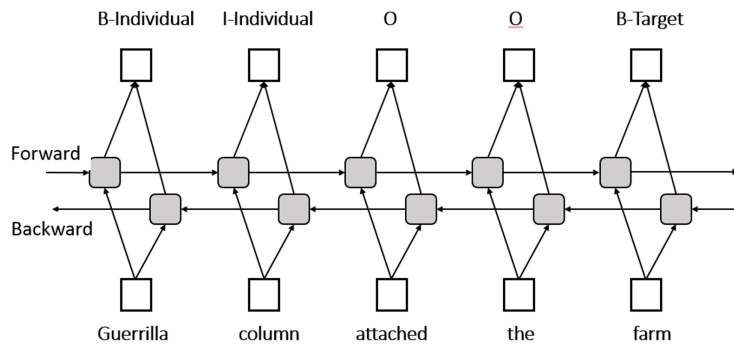 B-Individual I-Individual O O B-Target
Forward
Backward
Guerrilla column attached the farm